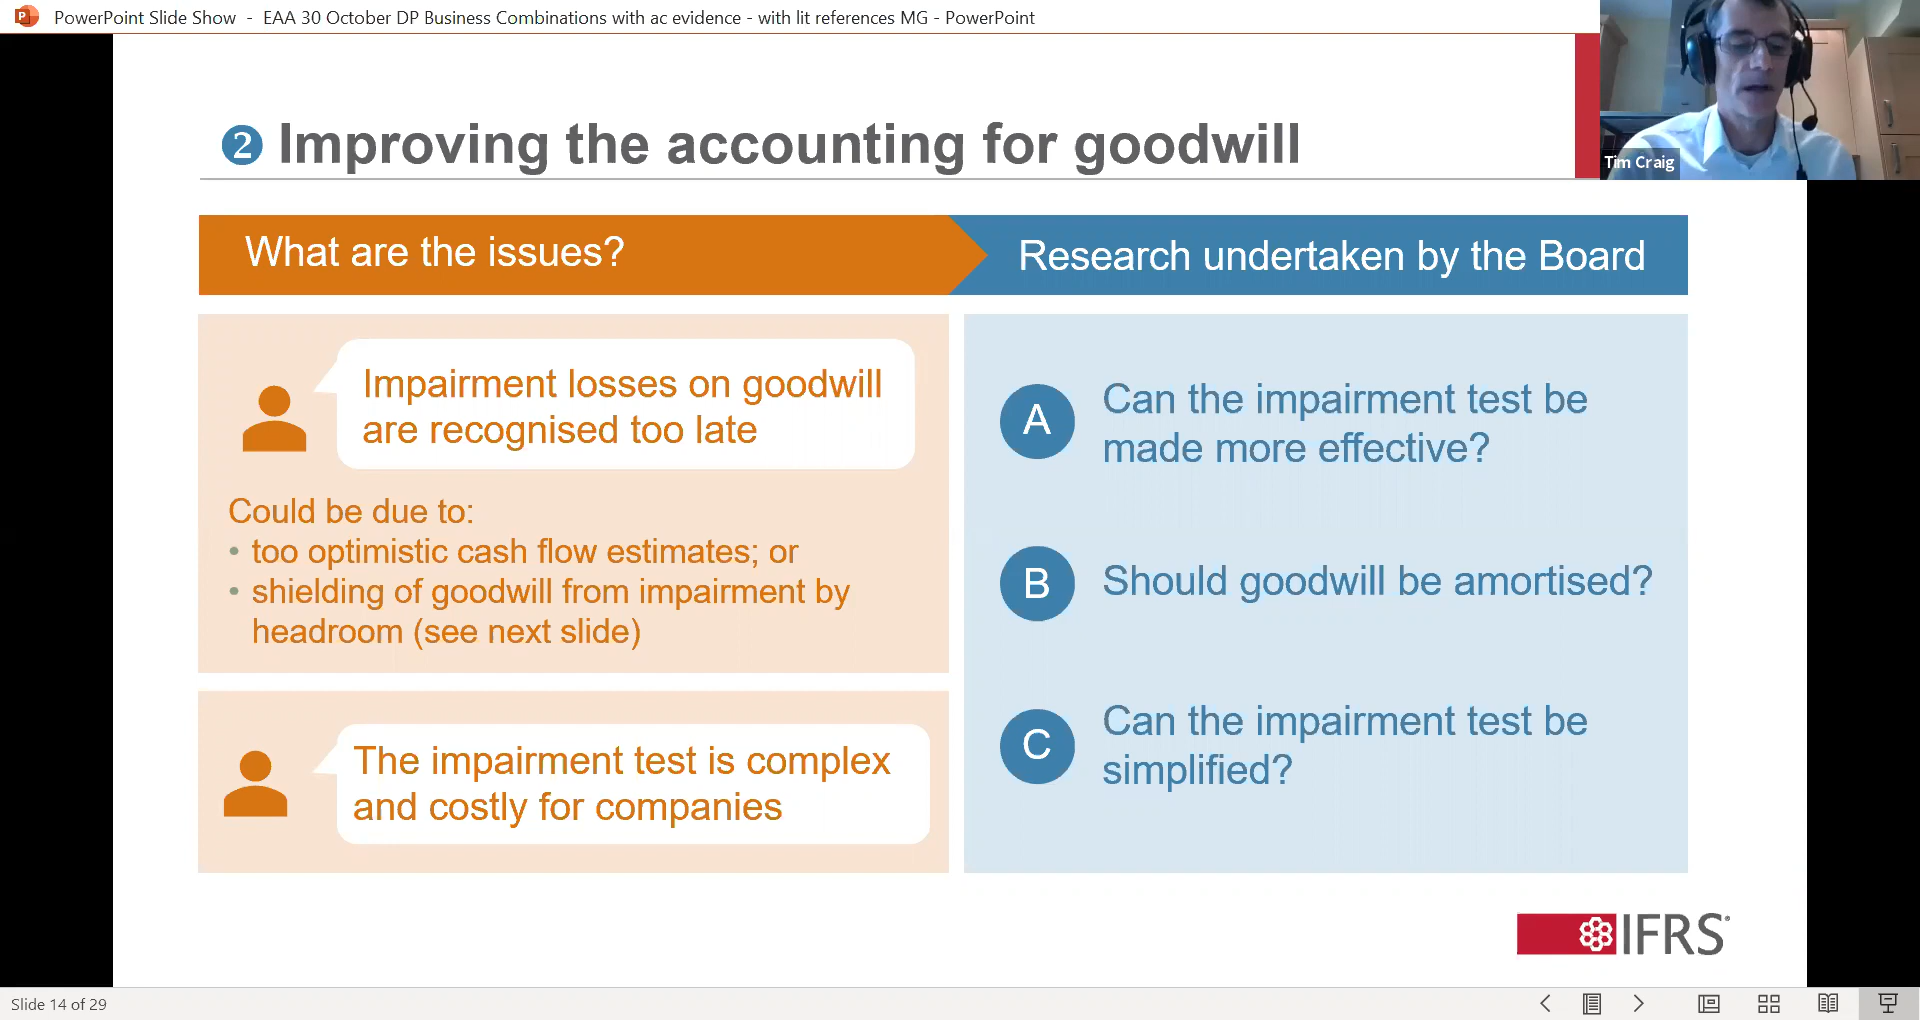 PowerPoint Slide Show - EAA 30 October DP Business Combinations with ac evidence - with lit references MG - PowerPoint
Tim Craig
2 Improving the accounting for goodwill
What are the issues?
Research undertaken by the Board
Impairment losses on goodwill
are recognised too late
Could be due to:
• too optimistic cash flow estimates; or
• shielding of goodwill from impairment by
headroom (see next slide)
The impairment test is complex
and costly for companies
A
Can the impairment test be
made more effective?
B
Should goodwill be amortised?
C
Can the impairment test be
simplified?
IFRS®
Slide 14 of 29